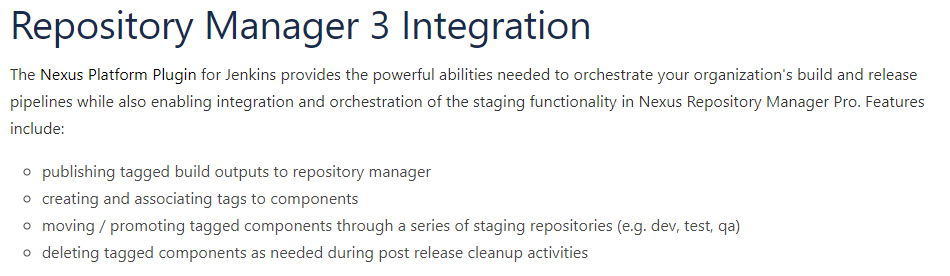 Repository Manager 3 Integration
The Nexus Platform Plugin for Jenkins provides the powerful abilities needed to orchestrate your organization's build and release
pipelines while also enabling integration and orchestration of the staging functionality in Nexus Repository Manager Pro. Features
include:
publishing tagged build outputs to repository manager
creating and associating tags to components
moving / promoting tagged components through a series of staging repositories (e.g. dev, test, qa)
deleting tagged components as needed during post release cleanup activities